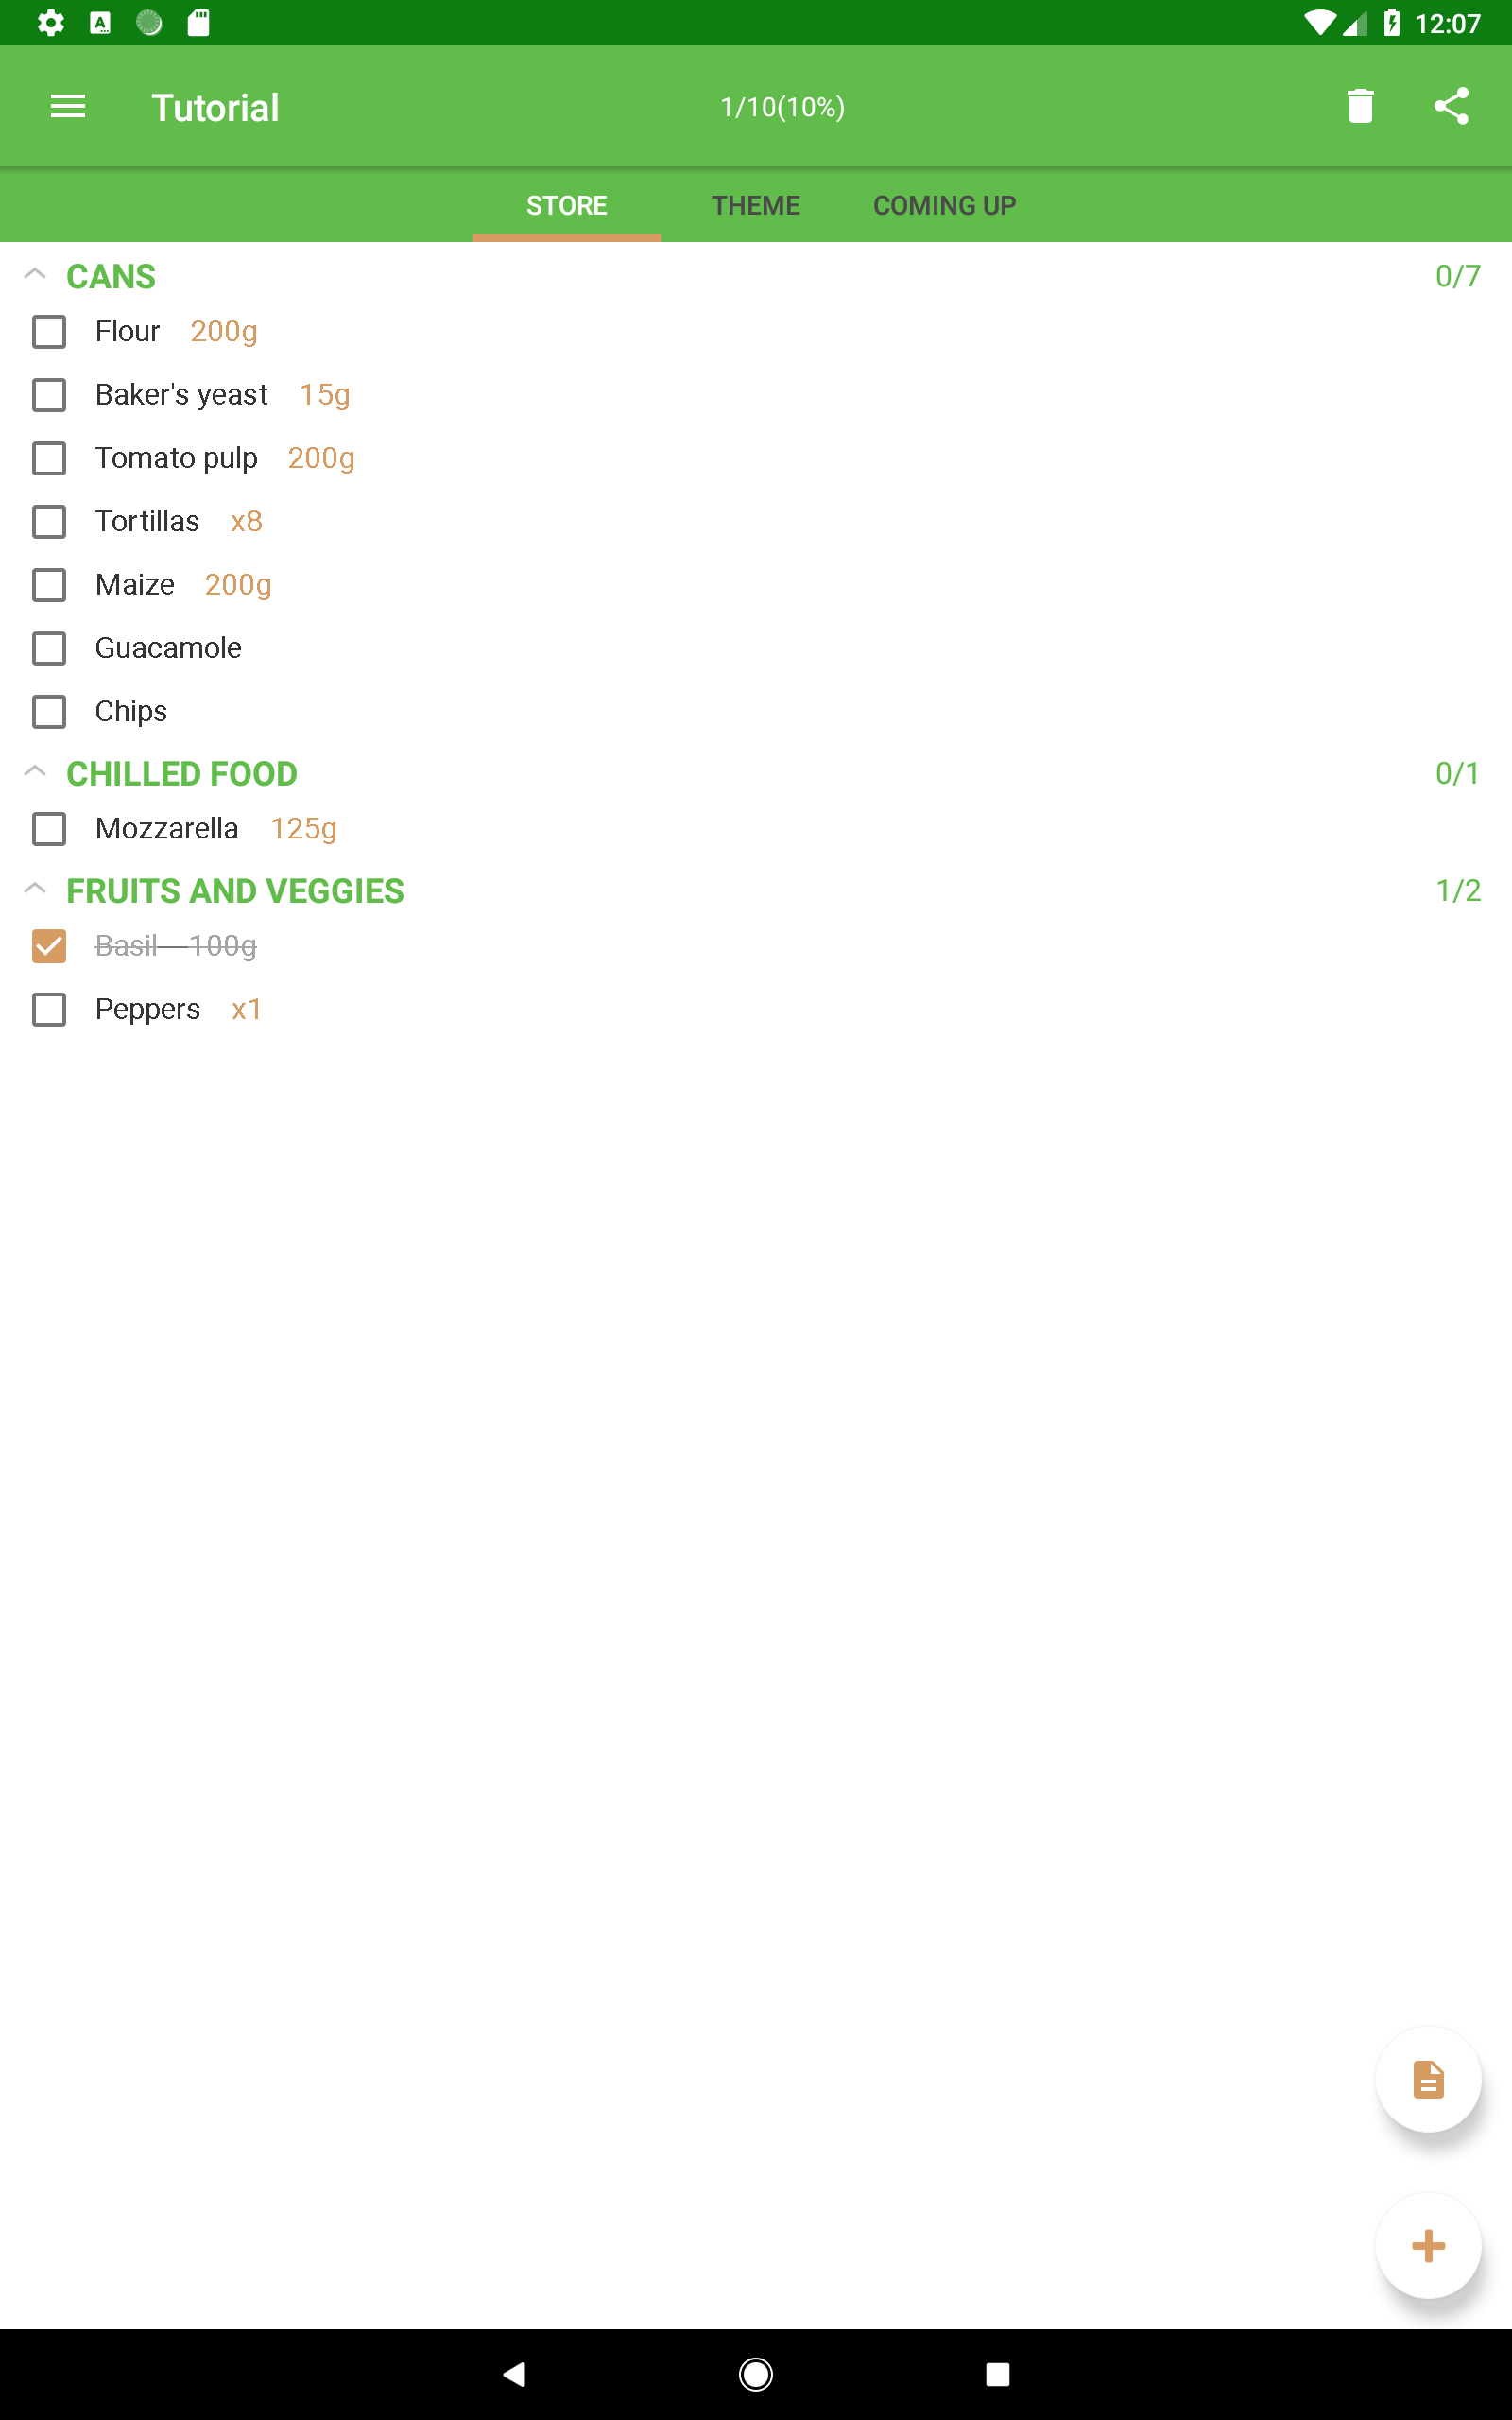 12:07
Tutorial 1/10(10%)
STORE THEME COMING UP
CANS 0/7
Flour 200g
Baker's yeast 15g
Tomato pulp 200g
Tortillas x8
Maize 200g
Guacamole
Chips
CHILLED FOOD 0/1
Mozzarella 125g
FRUITS AND VEGGIES 1/2
Basil 100g
Peppers x1